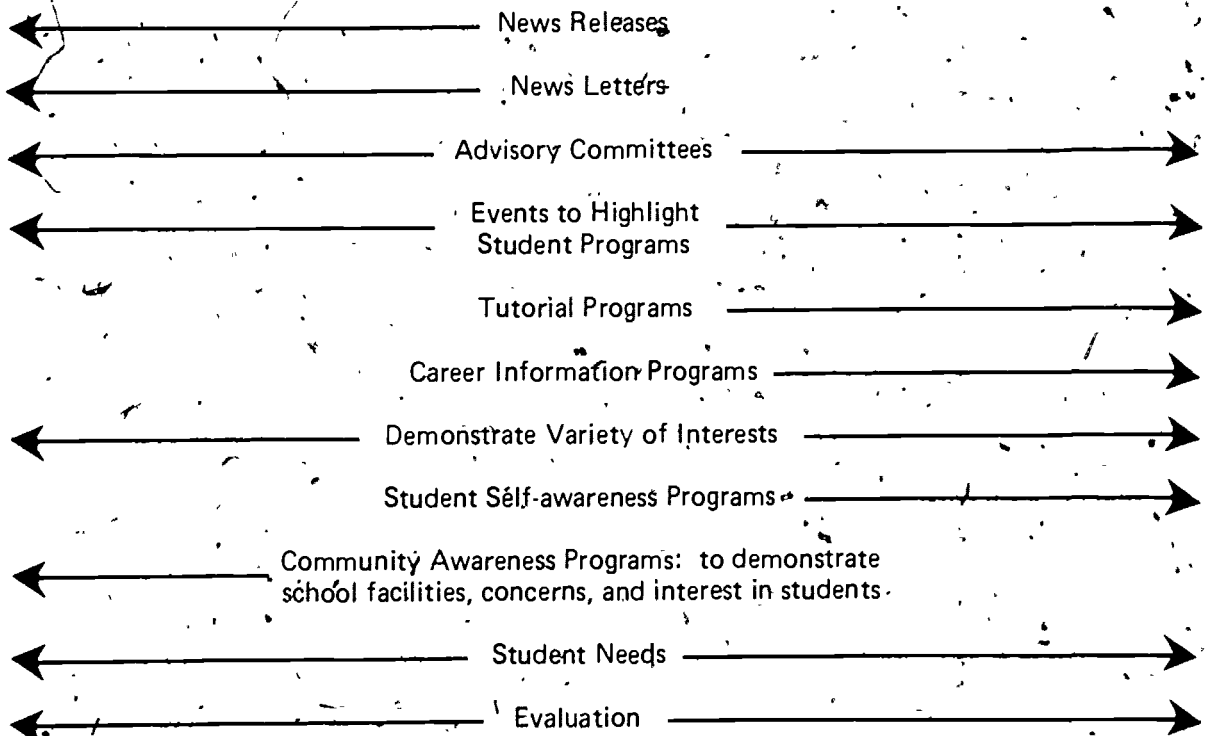 News Releases
News Letters
Advisory Committees
Events to Highlight
Student Programs
Tutorial Programs
Career Information Programs
Demonstrate Variety of Interests
Student Self-awareness Programs
Community Awareness Programs: to demonstrate
school facilities, concerns, and interest in students
Student Needs
Evaluation